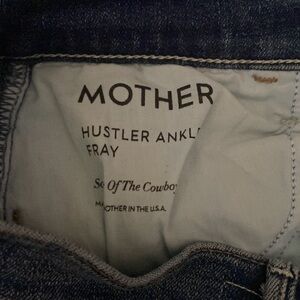 MOTHER
HUSTLER ANKL
FRAY
Of The Cowboy
MOTHER IN THE U.S.A.